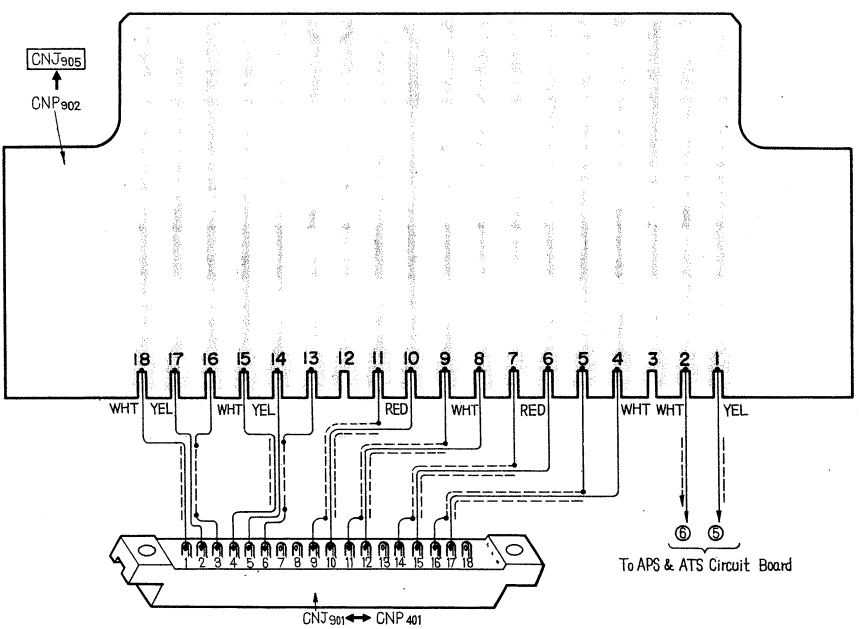 CNJ905
CNP902
18 17 16 15 14 13 12 11 10 9 8 7 6 5 4 3 2 1
WHT YEL WHT YEL RED WHT RED WHT WHT YEL
⑥ ⑤
1 2 3 4 5 6 7 8 9 10 11 12 13 14 15 16 17 18
To APS & ATS Circuit Board
CNJ901 ↔ CNP401